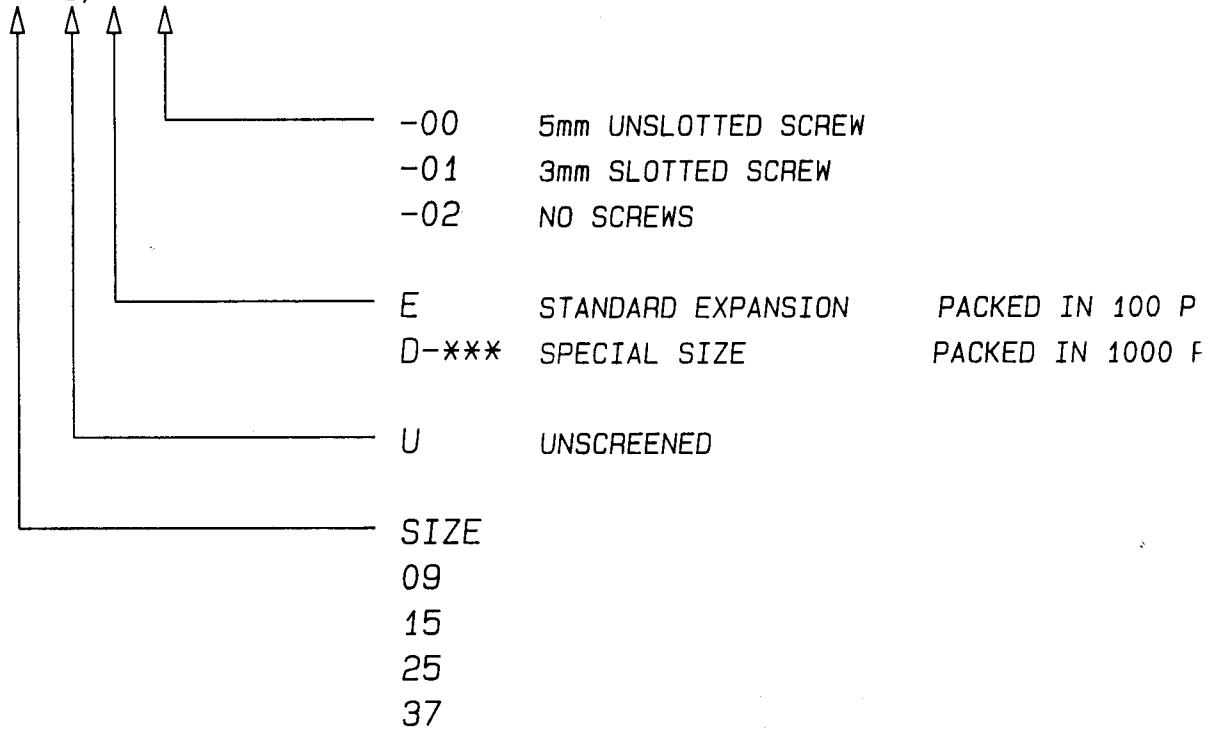 -00 5mm UNSLOTTED SCREW
-01 3mm SLOTTED SCREW
-02 NO SCREWS
E STANDARD EXPANSION PACKED IN 100 P
D-*** SPECIAL SIZE PACKED IN 1000
U UNSCREENED
SIZE
09
15
25
37